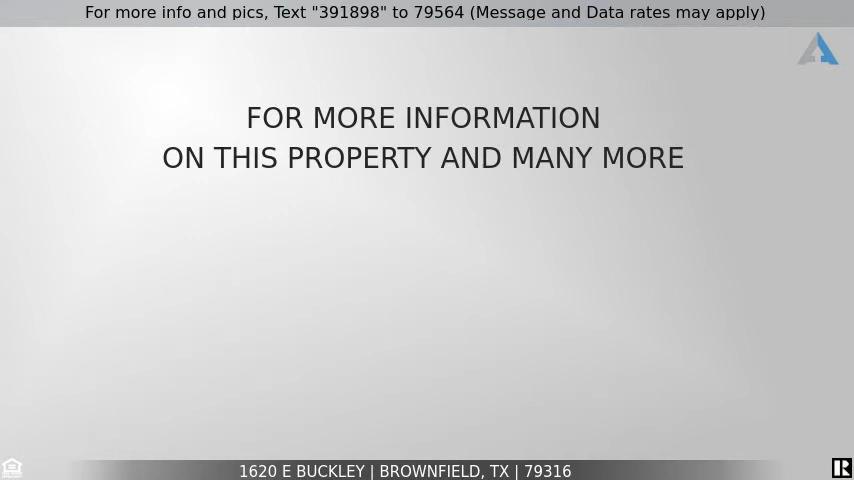 For more info and pics, Text "391898" to 79564 (Message and Data rates may apply)
FOR MORE INFORMATION
ON THIS PROPERTY AND MANY MORE
1620 E BUCKLEY | BROWNFIELD, TX | 79316